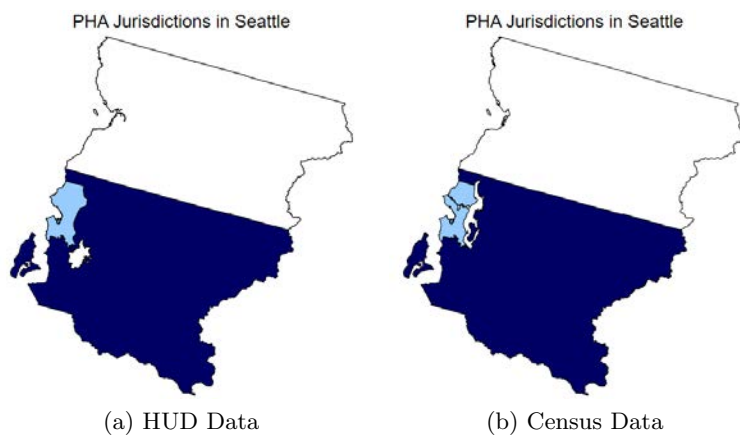 PHA Jurisdictions in Seattle
PHA Jurisdictions in Seattle
(a) HUD Data
(b) Census Data